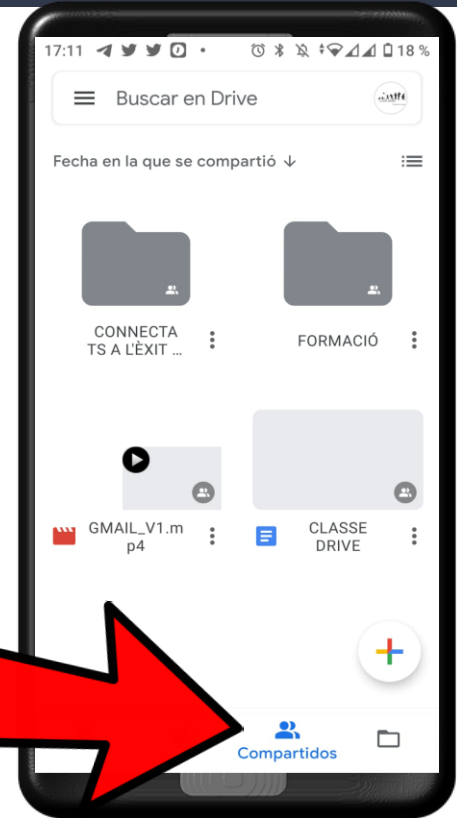 17:11 18 %
Buscar en Drive
Fecha en la que se compartió ↓
CONNECTA
TS A L'ÈXIT ...
FORMACIÓ
GMAIL_V1.m
p4
CLASSE
DRIVE
Compartidos